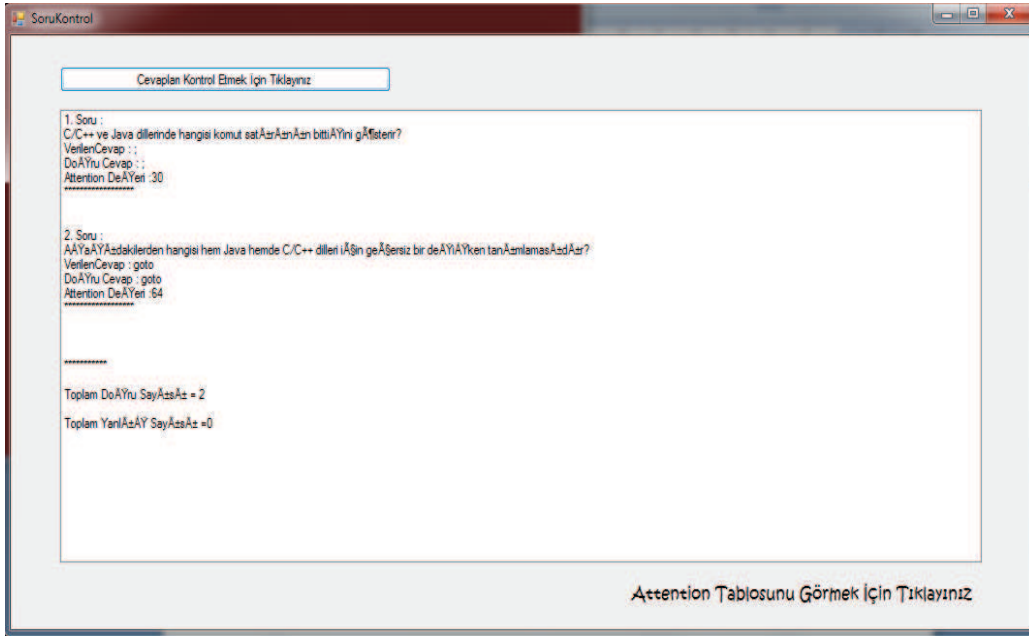 SoruKontrol
Cevapları Kontrol Etmek İçin Tıklayınız
1. Soru :
C/C++ ve Java dillerinde hangisi komut satÄ±rÄ±nÄ±n bittiÄŸini gÃ¶sterir?
VerilenCevap : ;
DoÄŸru Cevap : ;
Attention DeÄŸeri :30
******************
2. Soru :
AÅŸaÄŸÄ±dakilerden hangisi hem Java hemde C/C++ dilleri iÃ§in geÃ§ersiz bir deÄŸiÅŸken tanÄ±mlamasÄ±dÄ±r?
VerilenCevap : goto
DoÄŸru Cevap : goto
Attention DeÄŸeri :64
******************
***********
Toplam DoÄŸru SayÄ±sÄ± = 2
Toplam YanlÄ±ÅŸ SayÄ±sÄ± =0
Attention Tablosunu Görmek İçin Tıklayınız